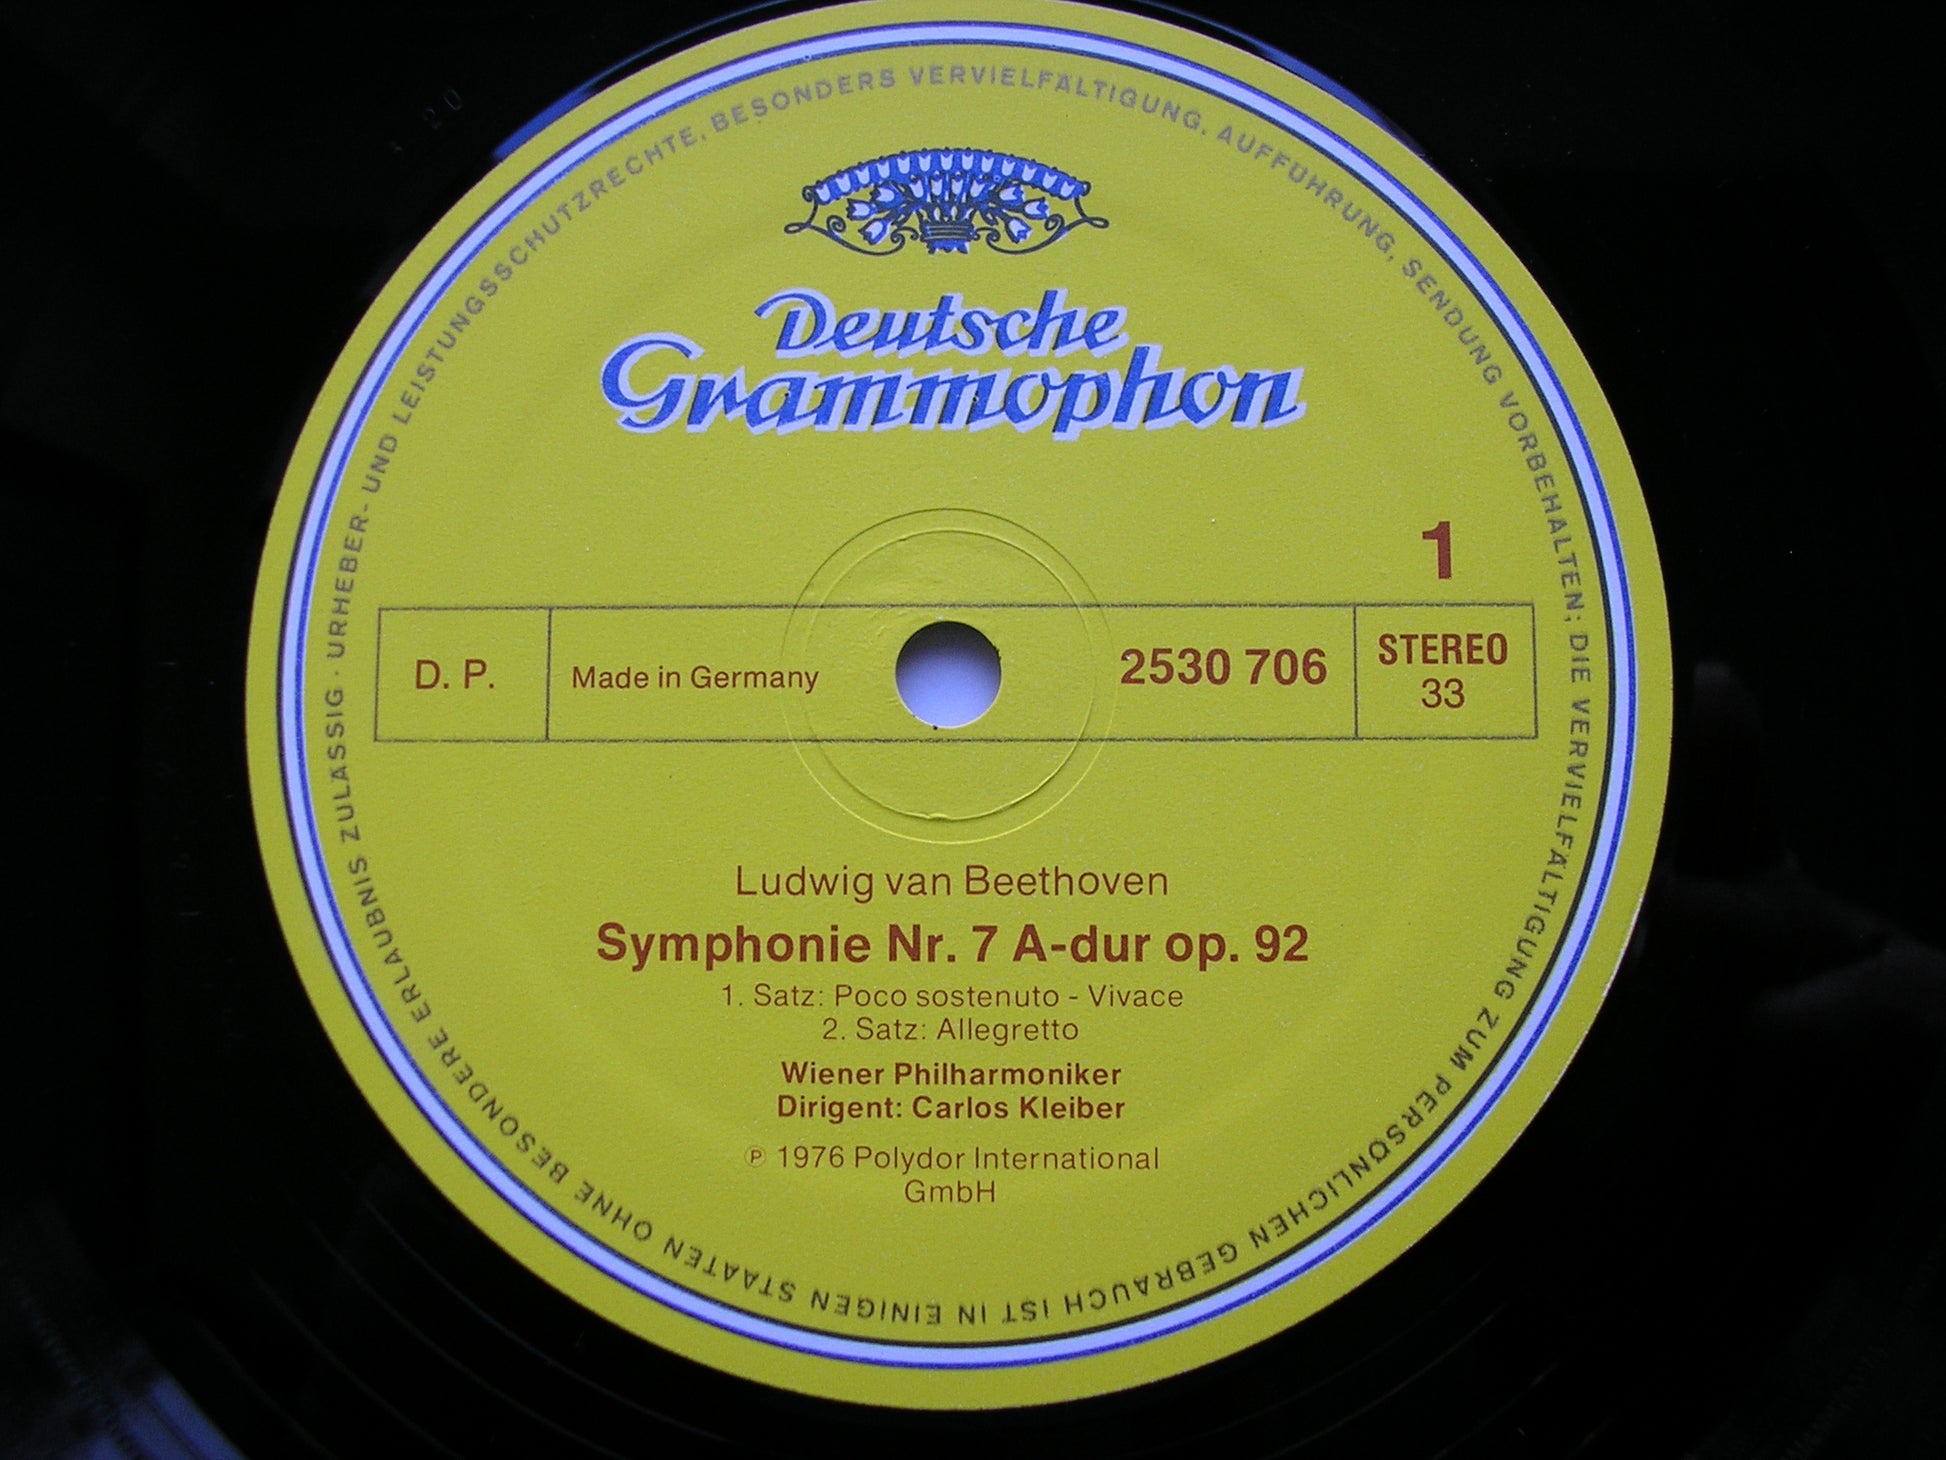 URHEBER- UND LEISTUNGSSCHUTZRECHTE, BESONDERS VERVIELFÄLTIGUNG, AUFFÜHRUNG, SENDUNG VORBEHALTEN; DIE VERVIELFÄLTIGUNG ZUM PERSÖNLICHEN GEBRAUCH IST IN EINIGEN STAATEN OHNE BESONDERE ERLAUBNIS ZULÄSSIG ·
Deutsche
Grammophon
1
D. P.
Made in Germany
2530 706
STEREO
33
Ludwig van Beethoven
Symphonie Nr. 7 A-dur op. 92
1. Satz: Poco sostenuto - Vivace
2. Satz: Allegretto
Wiener Philharmoniker
Dirigent: Carlos Kleiber
℗ 1976 Polydor International
GmbH